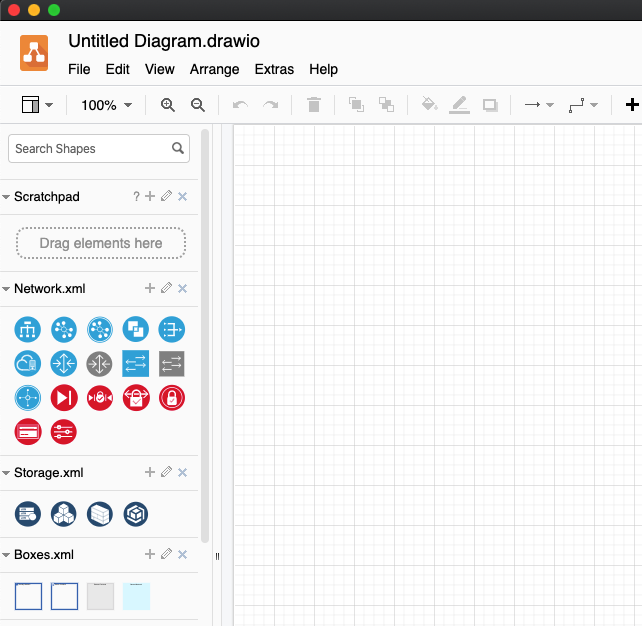 Untitled Diagram.drawio
File Edit View Arrange Extras Help
100%
Search Shapes
Scratchpad ?
Drag elements here
Network.xml
Storage.xml
Boxes.xml